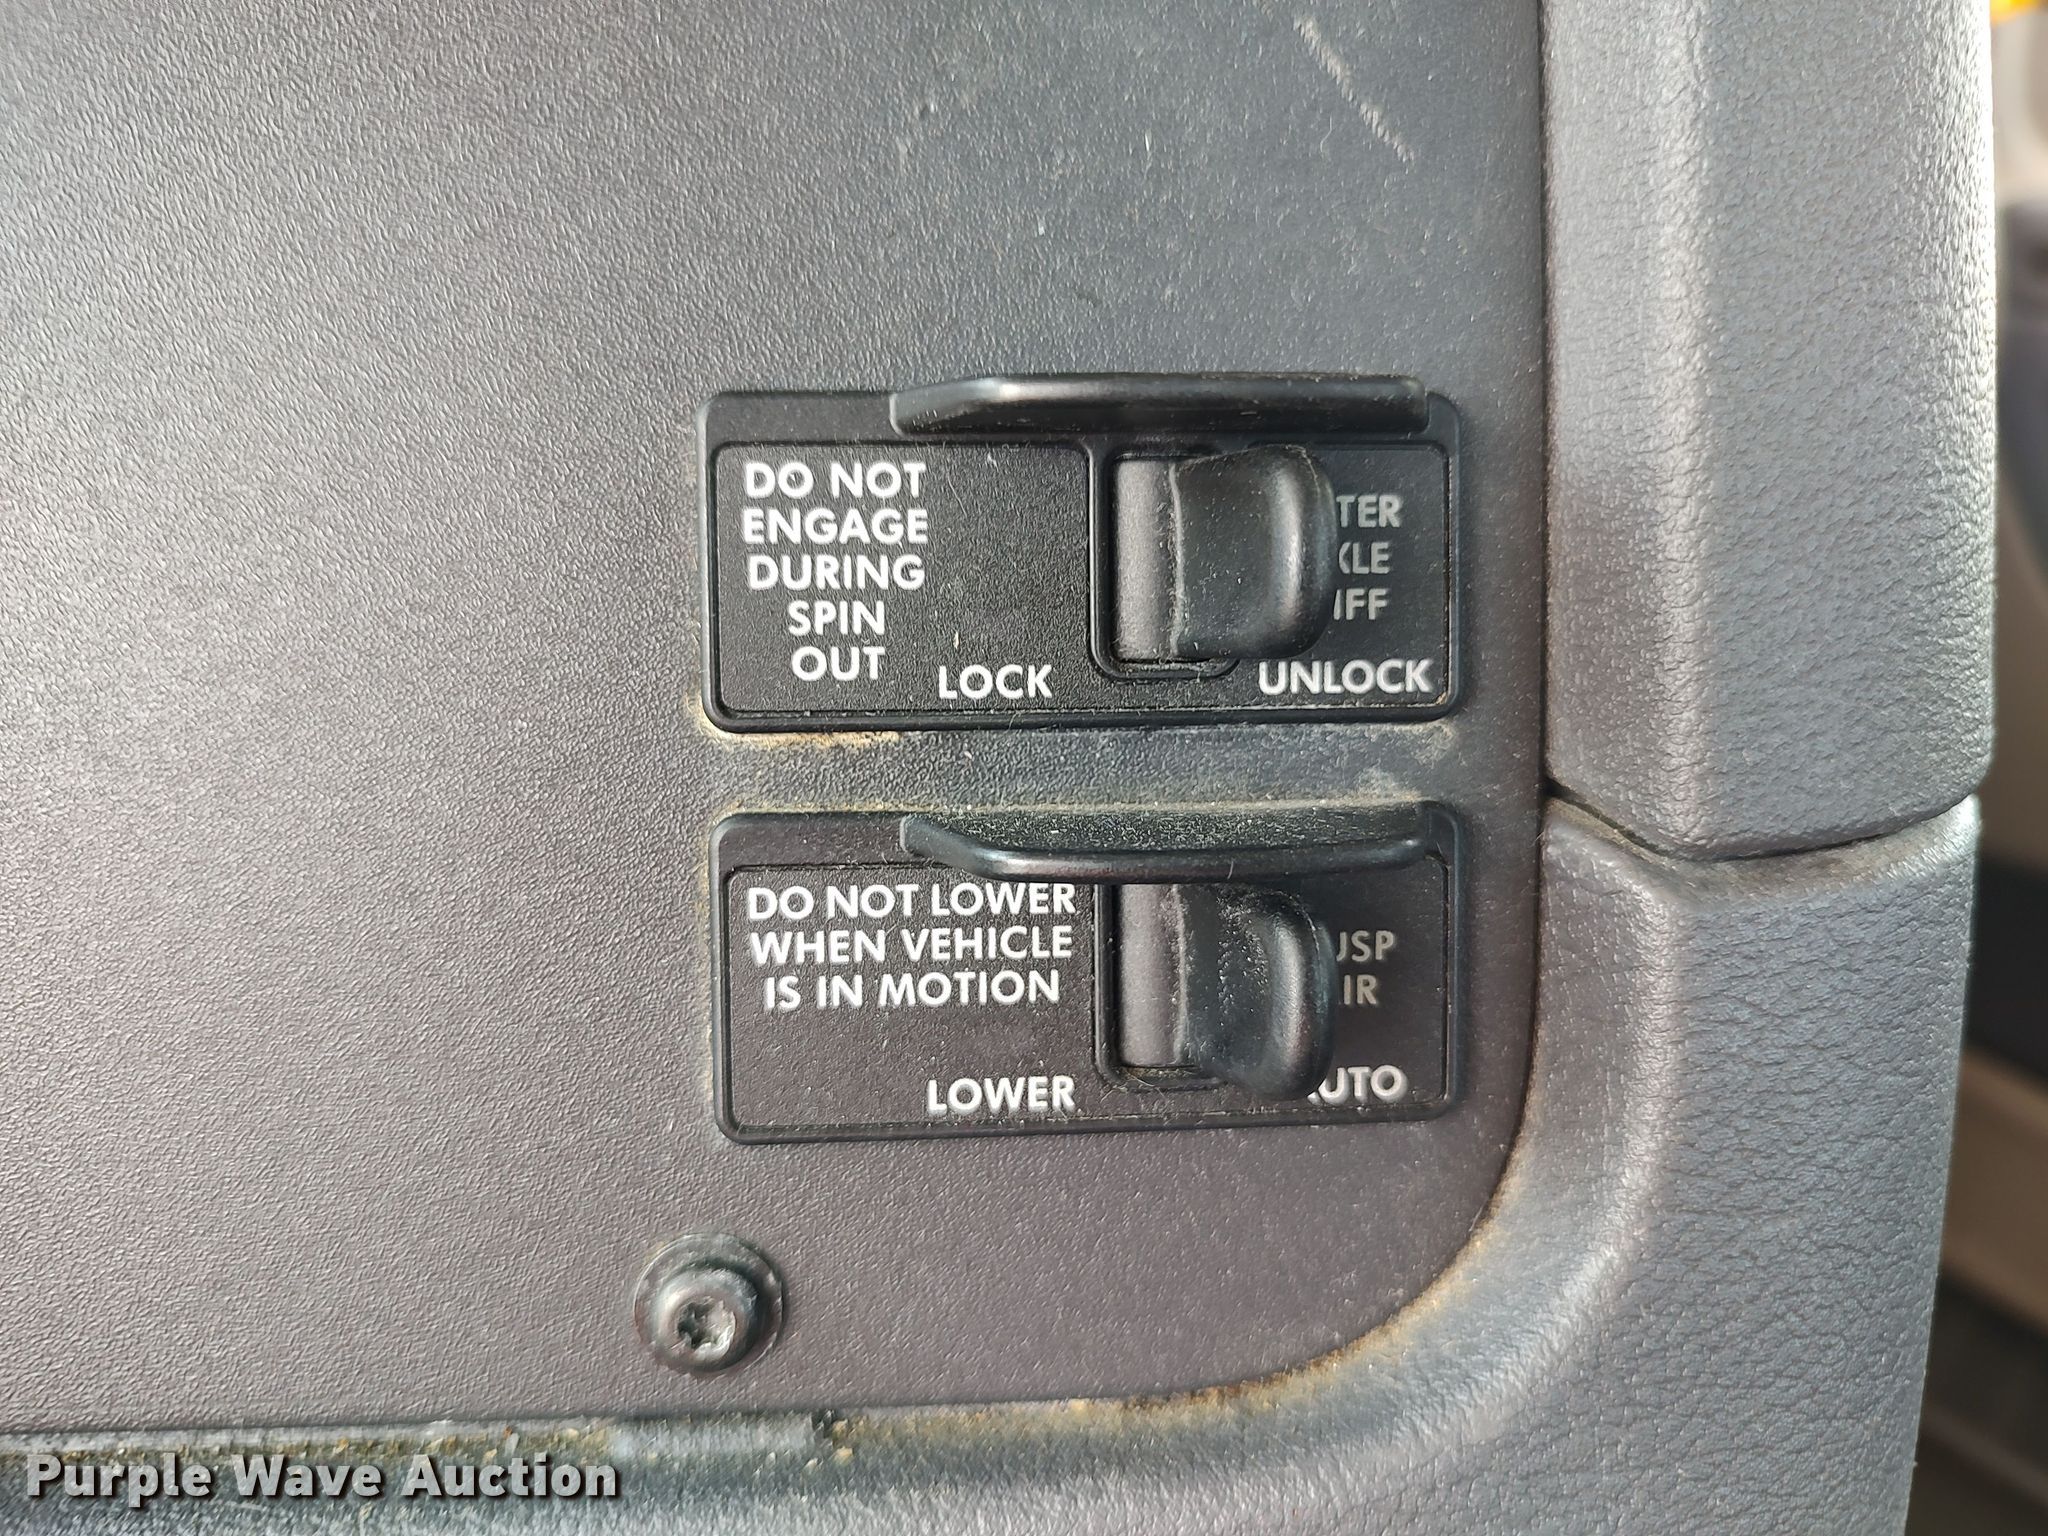 DO NOT
ENGAGE
DURING
SPIN
OUT
LOCK
UNLOCK
DO NOT LOWER
WHEN VEHICLE
IS IN MOTION
LOWER
Purple Wave Auction